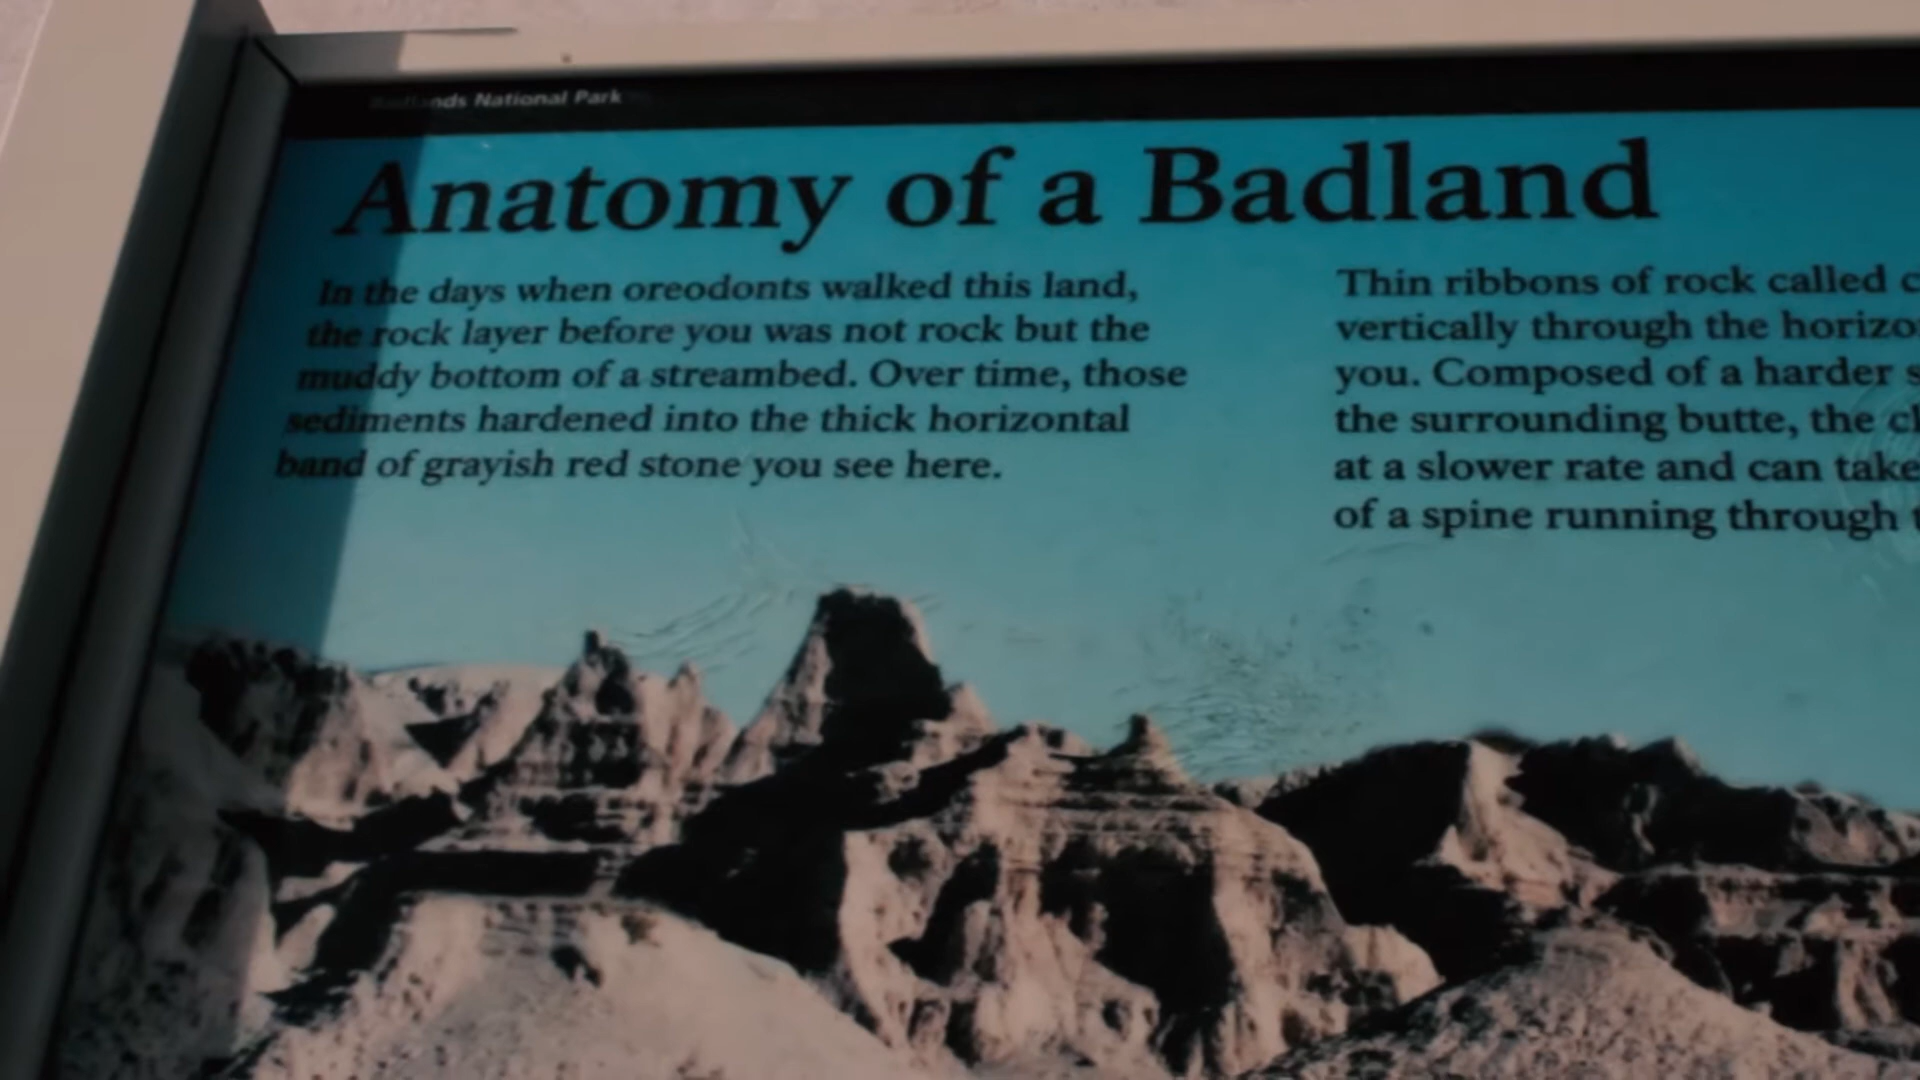 Badlands National Park
Anatomy of a Badland
In the days when oreodonts walked this land,
the rock layer before you was not rock but the
muddy bottom of a streambed. Over time, those
sediments hardened into the thick horizontal
band of grayish red stone you see here.
Thin ribbons of rock called
vertically through the
you. Composed of a harder
the surrounding butte, the
at a slower rate and can take
of a spine running through